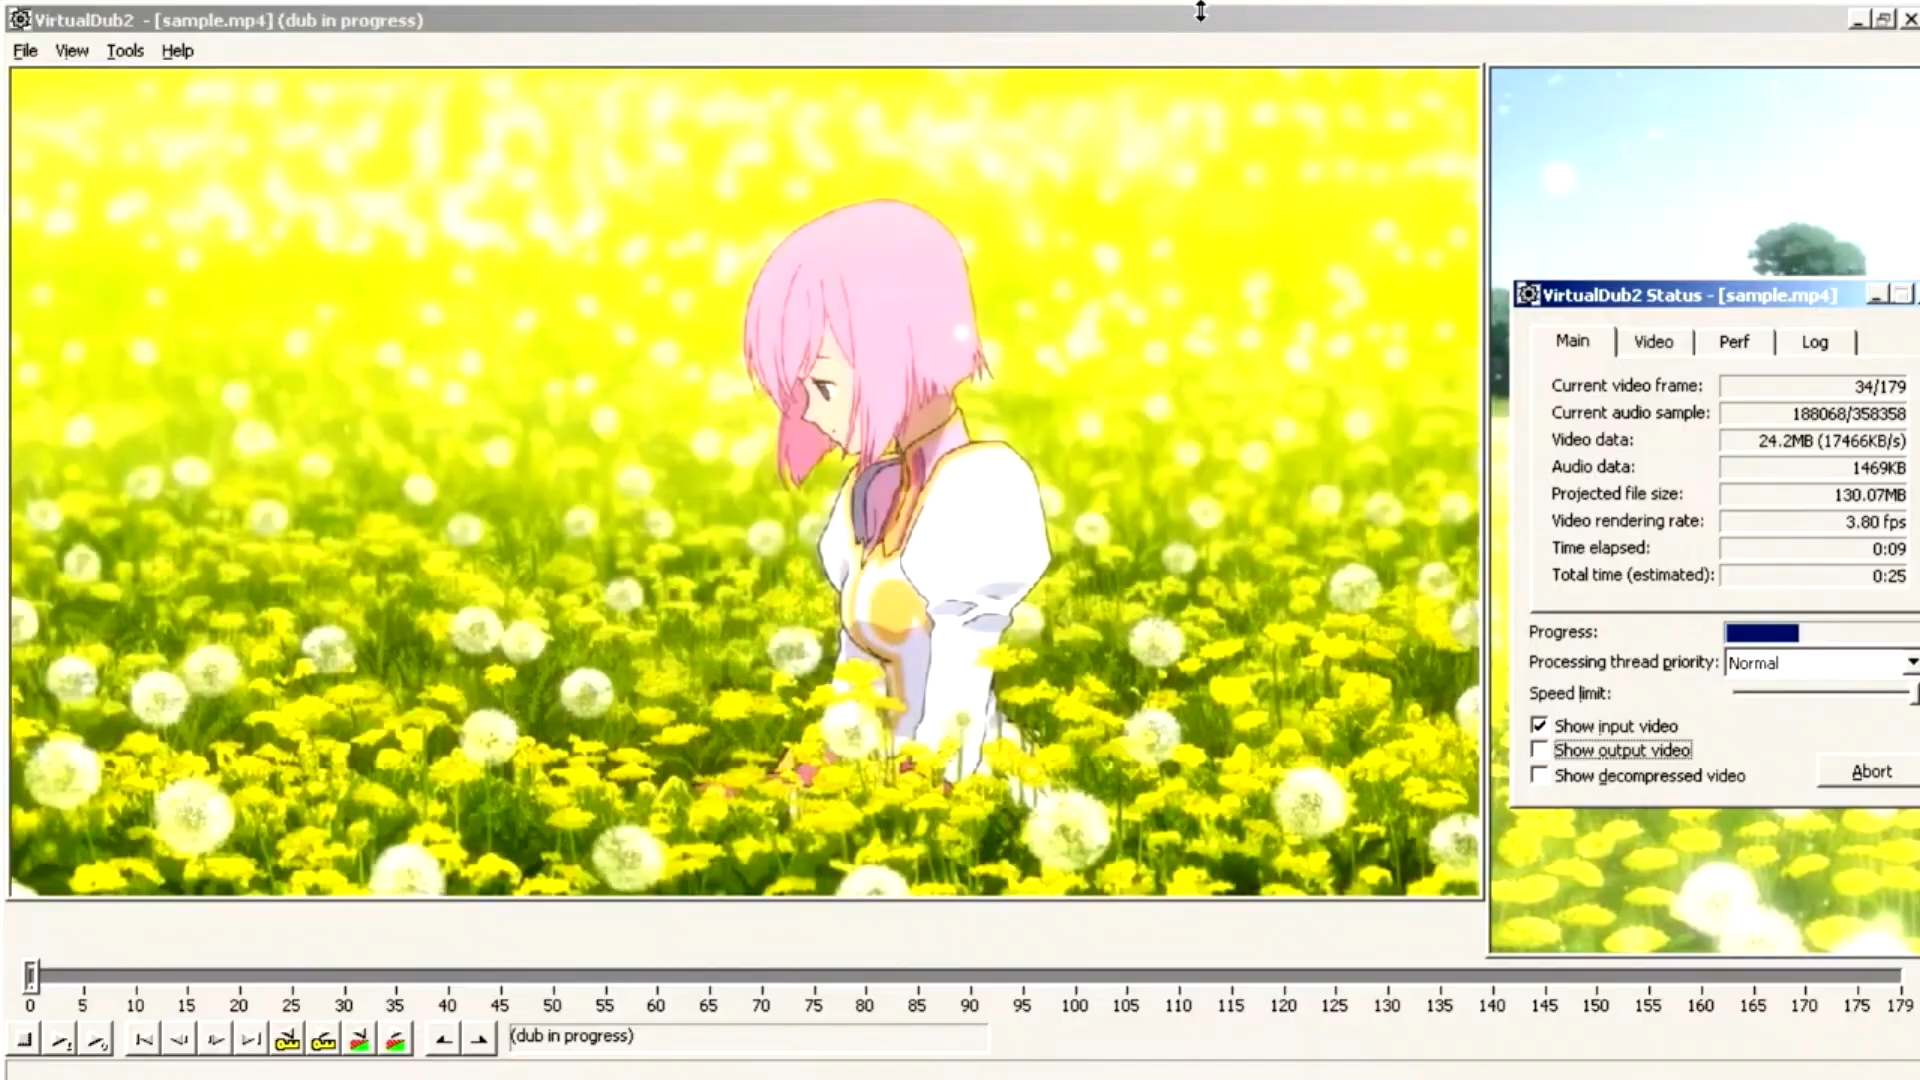 VirtualDub2 - [sample.mp4] (dub in progress)
File View Tools Help
VirtualDub2 Status - [sample.mp4]
Main Video Perf Log
Current video frame: 34/179
Current audio sample: 188068/358358
Video data: 24.2MB (17466KB/s)
Audio data: 1469KB
Projected file size: 130.07MB
Video rendering rate: 3.80 fps
Time elapsed: 0:09
Total time (estimated): 0:25
Progress:
Processing thread priority: Normal
Speed limit:
Show input video
Show output video
Show decompressed video
Abort
0 5 10 15 20 25 30 35 40 45 50 55 60 65 70 75 80 85 90 95 100 105 110 115 120 125 130 135 140 145 150 155 160 165 170 175 179
(dub in progress)